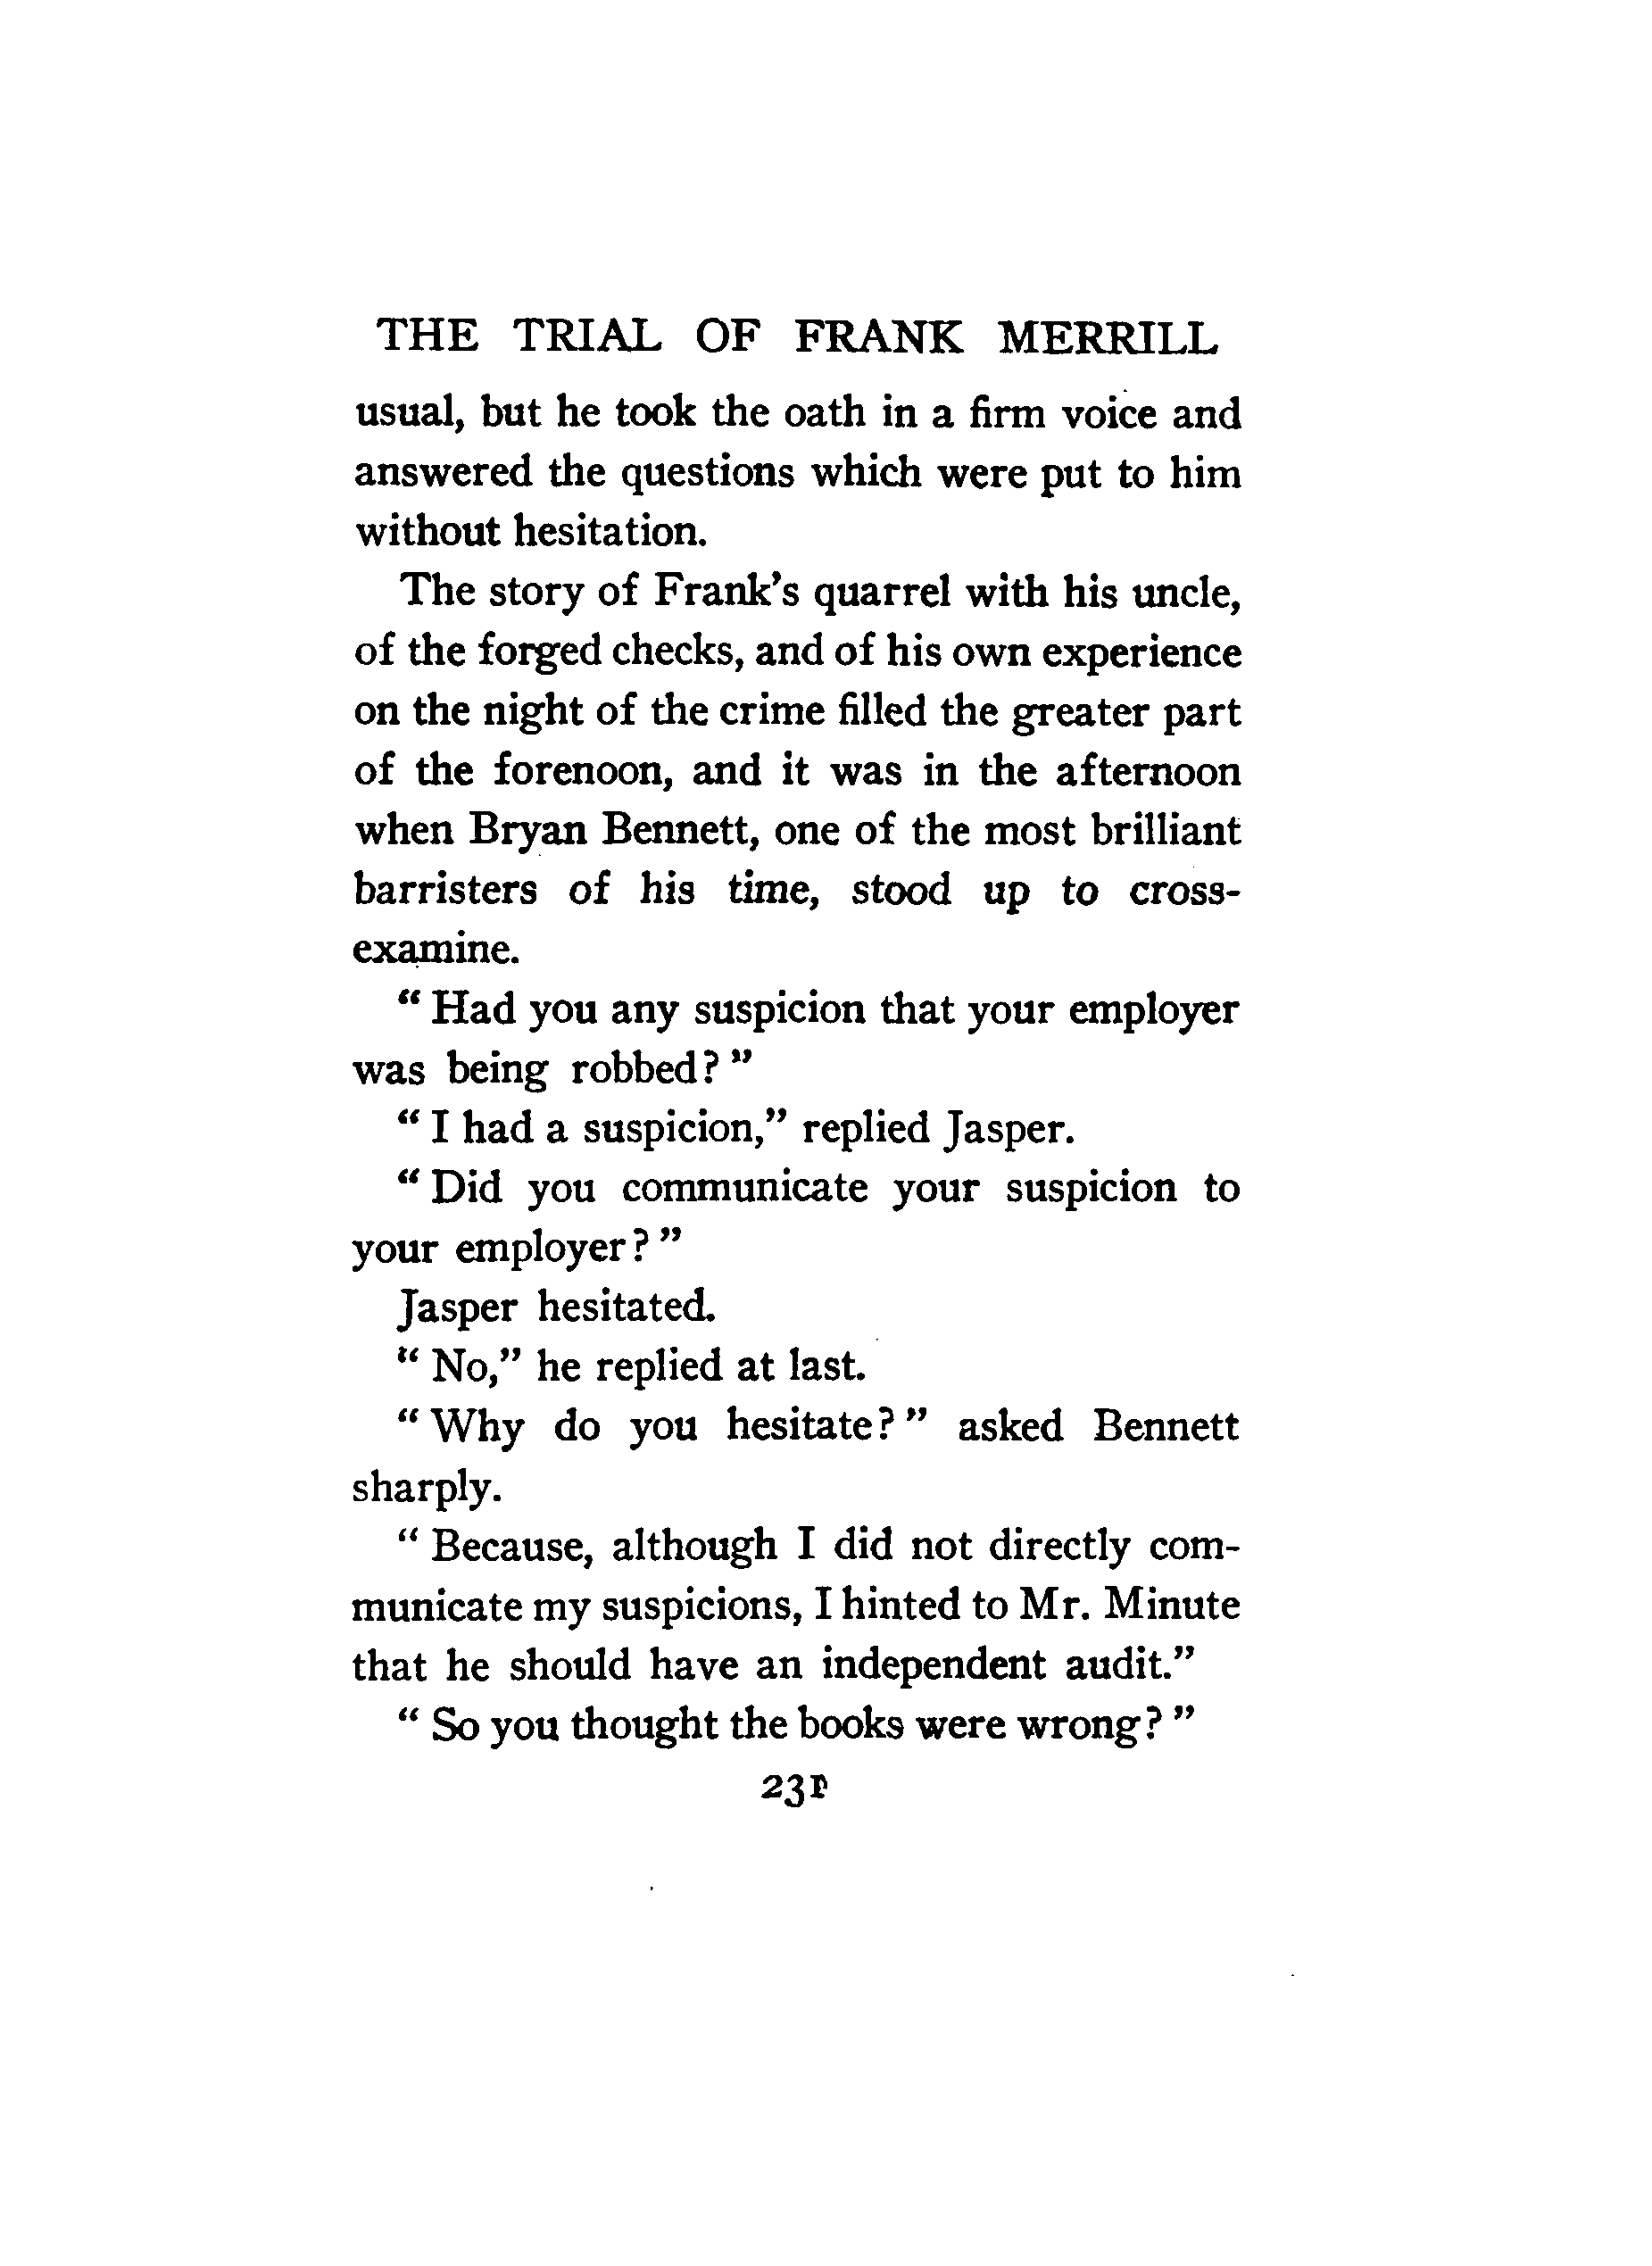 THE TRIAL OF FRANK MERRILL
usual, but he took the oath in a firm voice and
answered the questions which were put to him
without hesitation.
The story of Frank's quarrel with his uncle,
of the forged checks, and of his own experience
on the night of the crime filled the greater part
of the forenoon, and it was in the afternoon
when Bryan Bennett, one of the most brilliant
barristers of his time, stood up to cross-
examine.
" Had you any suspicion that your employer
was being robbed? "
" I had a suspicion," replied Jasper.
" Did you communicate your suspicion to
your employer? "
Jasper hesitated.
" No," he replied at last.
" Why do you hesitate? " asked Bennett
sharply.
" Because, although I did not directly com-
municate my suspicions, I hinted to Mr. Minute
that he should have an independent audit."
" So you thought the books were wrong? "
231